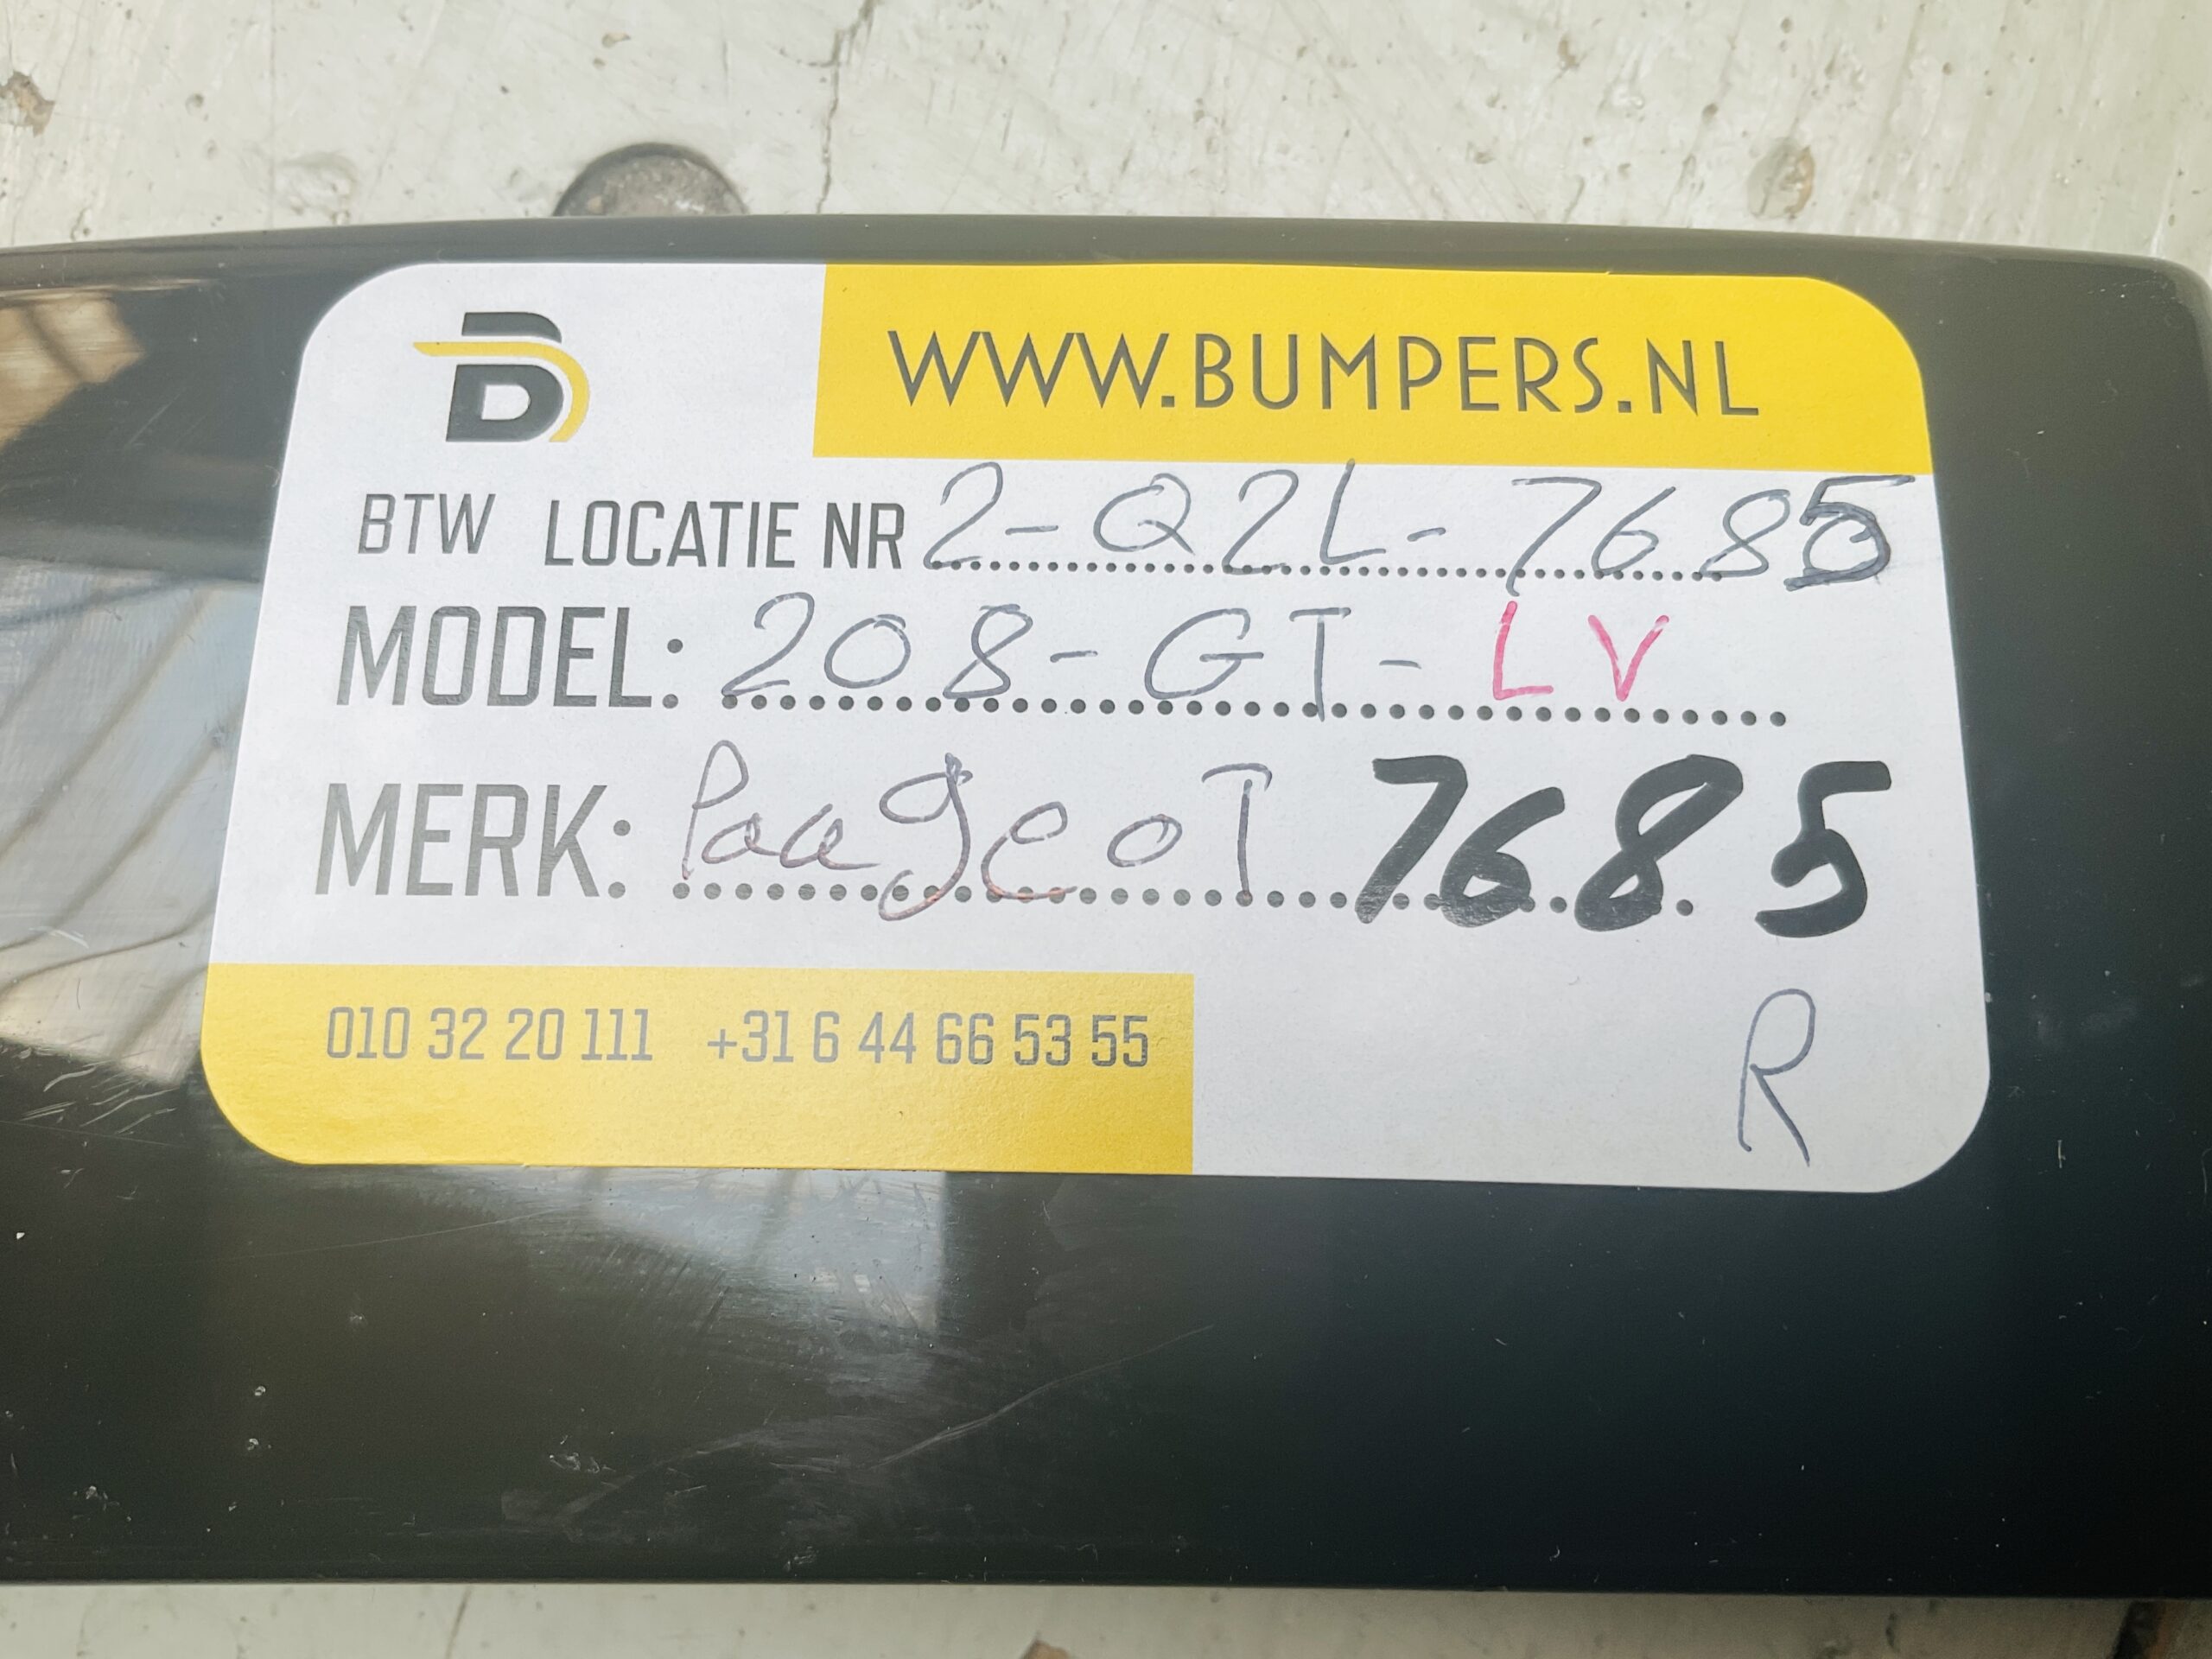 B
WWW.BUMPERS.NL
BTW LOCATIE NR 2-Q2L-7685
MODEL: 208-GT-LV
MERK: PaageoT 7685
010 32 20 111 +31 6 44 66 53 55
R